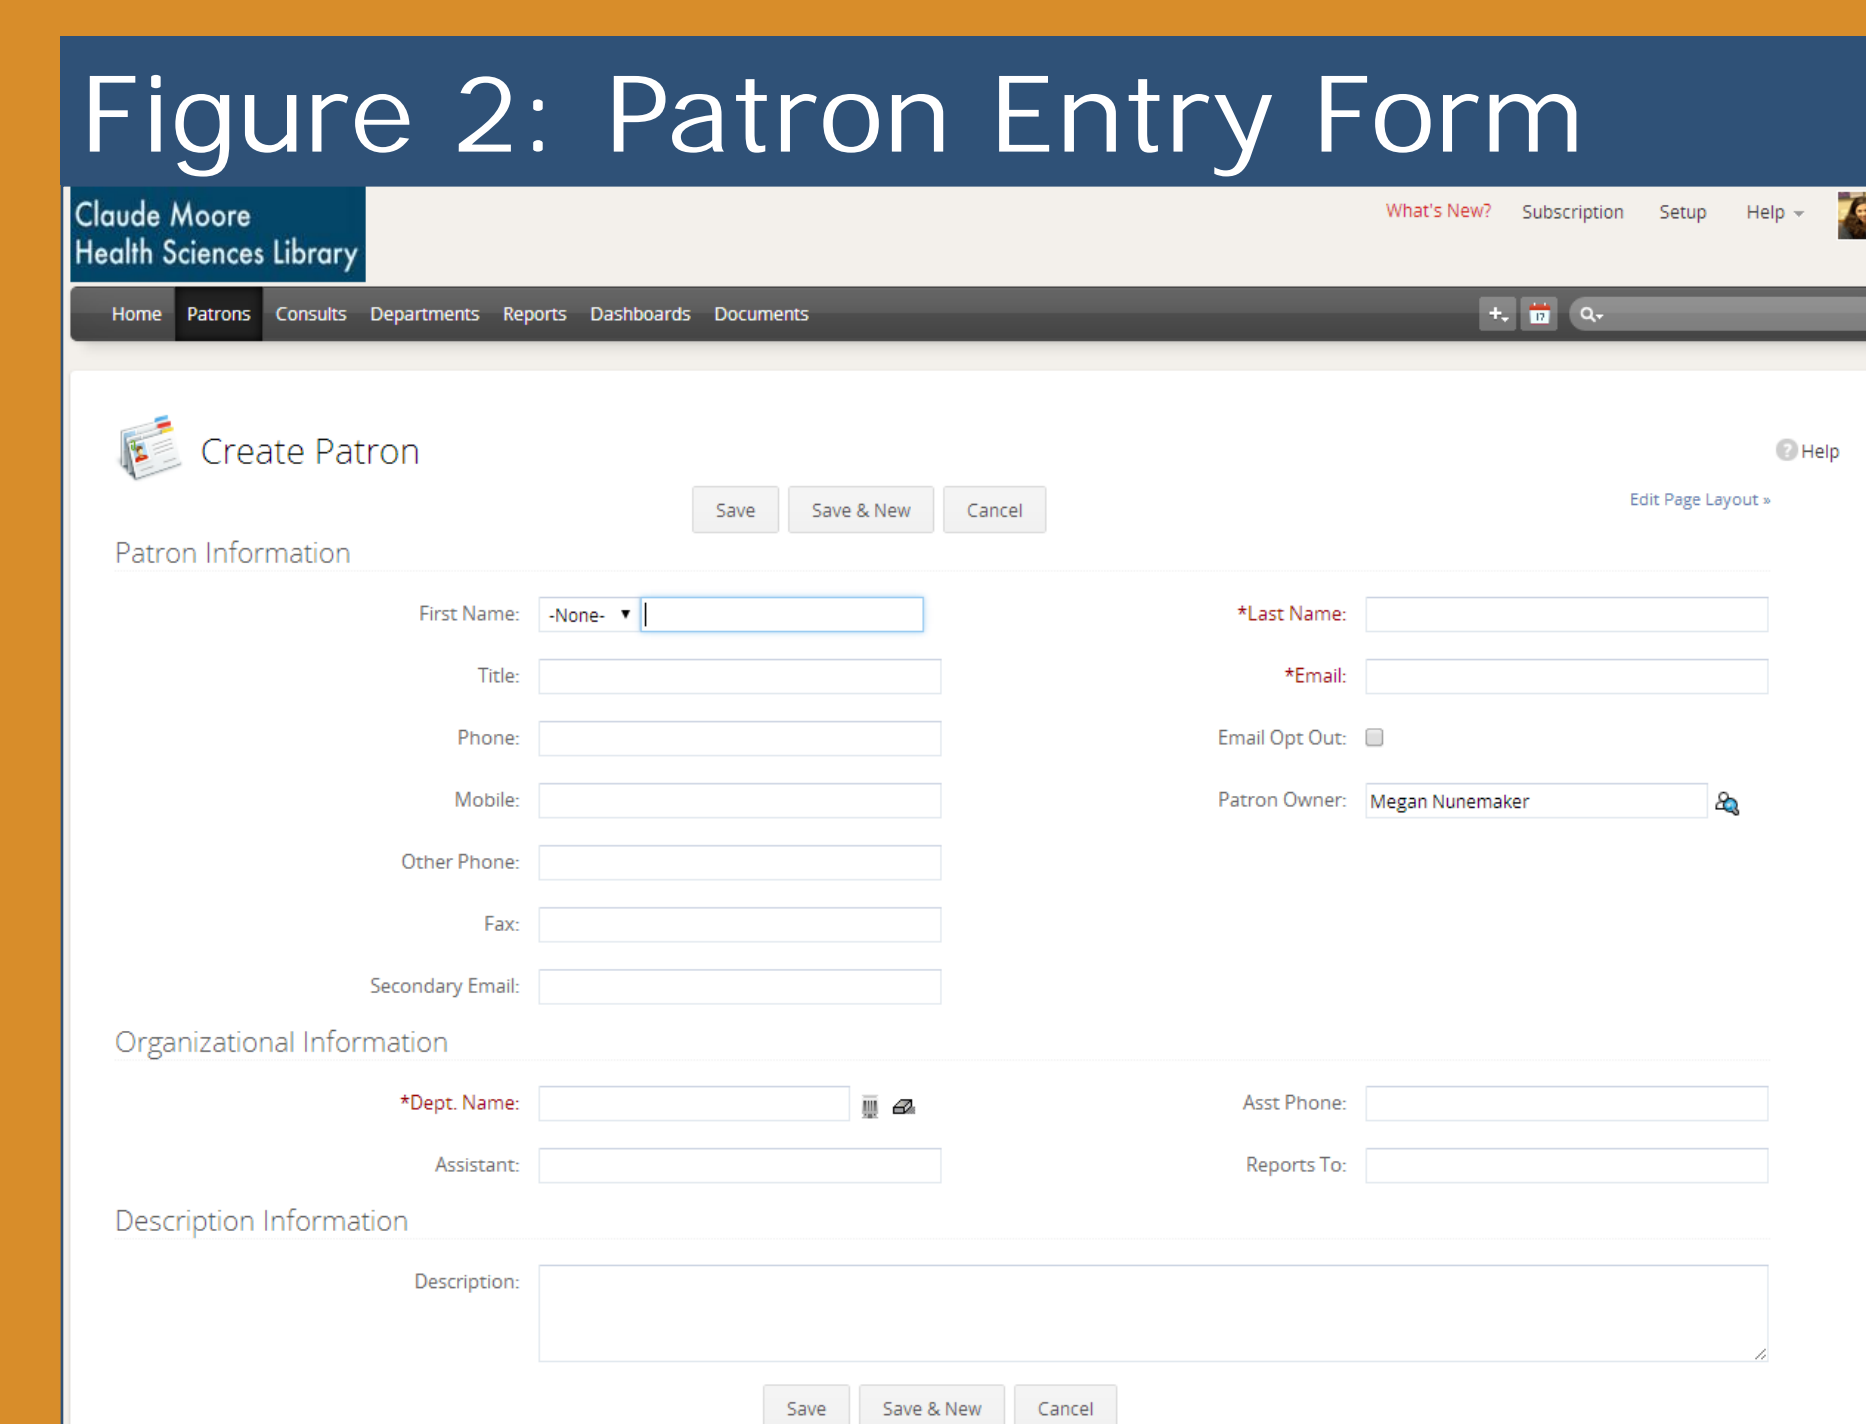 Figure 2: Patron Entry Form
Claude Moore
Health Sciences Library
What's New? Subscription Setup Help
Home Patrons Consults Departments Reports Dashboards Documents
17
Create Patron
? Help
Save Save & New Cancel
Edit Page Layout »
Patron Information
First Name: -None- *Last Name:
Title: *Email:
Phone: Email Opt Out:
Mobile: Patron Owner: Megan Nunemaker
Other Phone:
Fax:
Secondary Email:
Organizational Information
*Dept. Name: Asst Phone:
Assistant: Reports To:
Description Information
Description:
Save Save & New Cancel